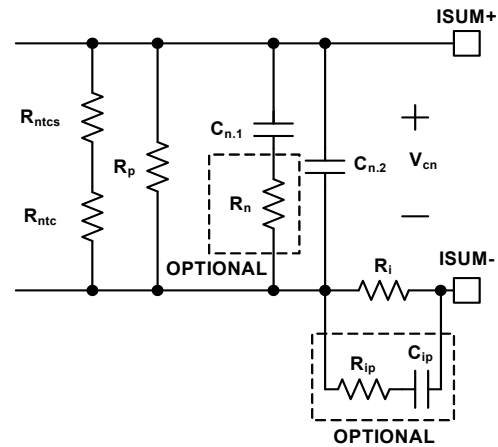 ISUM+
Rntcs
Cn.1
Rp
Cn.2
+
Vcn
Rntc
Rn
−
OPTIONAL
Ri
ISUM-
Rip
Cip
OPTIONAL